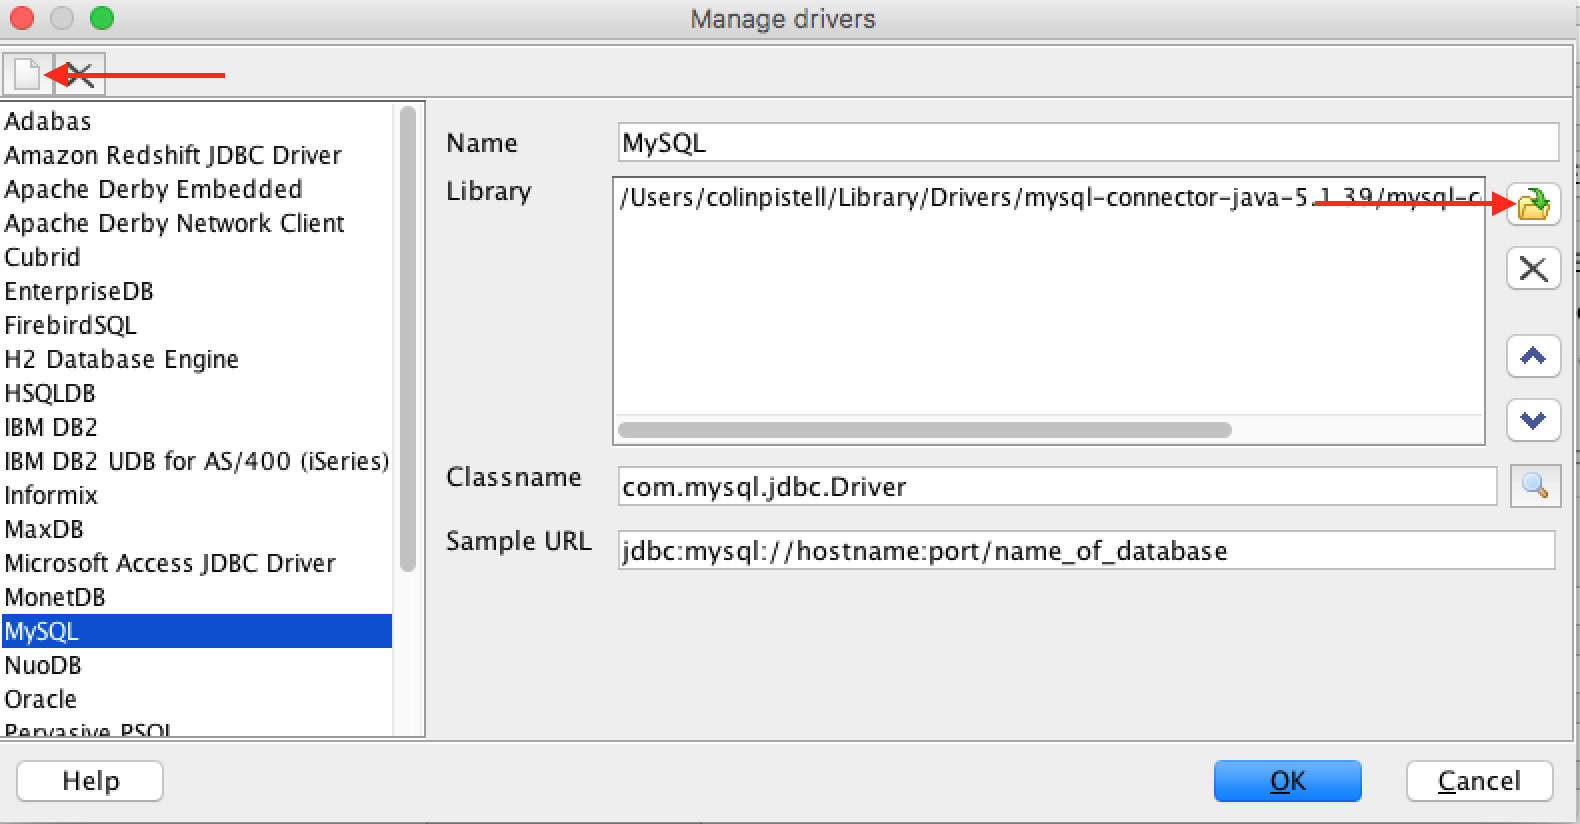 Manage drivers
Adabas
Amazon Redshift JDBC Driver
Apache Derby Embedded
Apache Derby Network Client
Cubrid
EnterpriseDB
FirebirdSQL
H2 Database Engine
HSQLDB
IBM DB2
IBM DB2 UDB for AS/400 (iSeries)
Informix
MaxDB
Microsoft Access JDBC Driver
MonetDB
MySQL
NuoDB
Oracle
Pervasive PSQL
Name
MySQL
Library
/Users/colinpistell/Library/Drivers/mysql-connector-java-5.1.39/mysql-c
Classname
com.mysql.jdbc.Driver
Sample URL
jdbc:mysql://hostname:port/name_of_database
Help
OK
Cancel